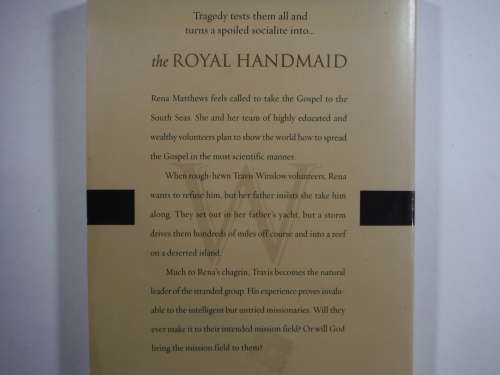 Tragedy tests them all and
turns a spoiled socialite into...
the ROYAL HANDMAID
Rena Matthews feels called to take the Gospel to the
South Seas. She and her team of highly educated and
wealthy volunteers plan to show the world how to spread
the Gospel in the most scientific manner.
When rough-hewn Travis Winslow volunteers, Rena
wants to refuse him, but her father insists she take him
along. They set out in her father's yacht, but a storm
drives them hundreds of miles off course and into a reef
on a deserted island.
Much to Rena's chagrin, Travis becomes the natural
leader of the stranded group. His experience proves invalu-
able to the intelligent but untried missionaries. Will they
ever make it to their intended mission field? Or will God
bring the mission field to them?
W